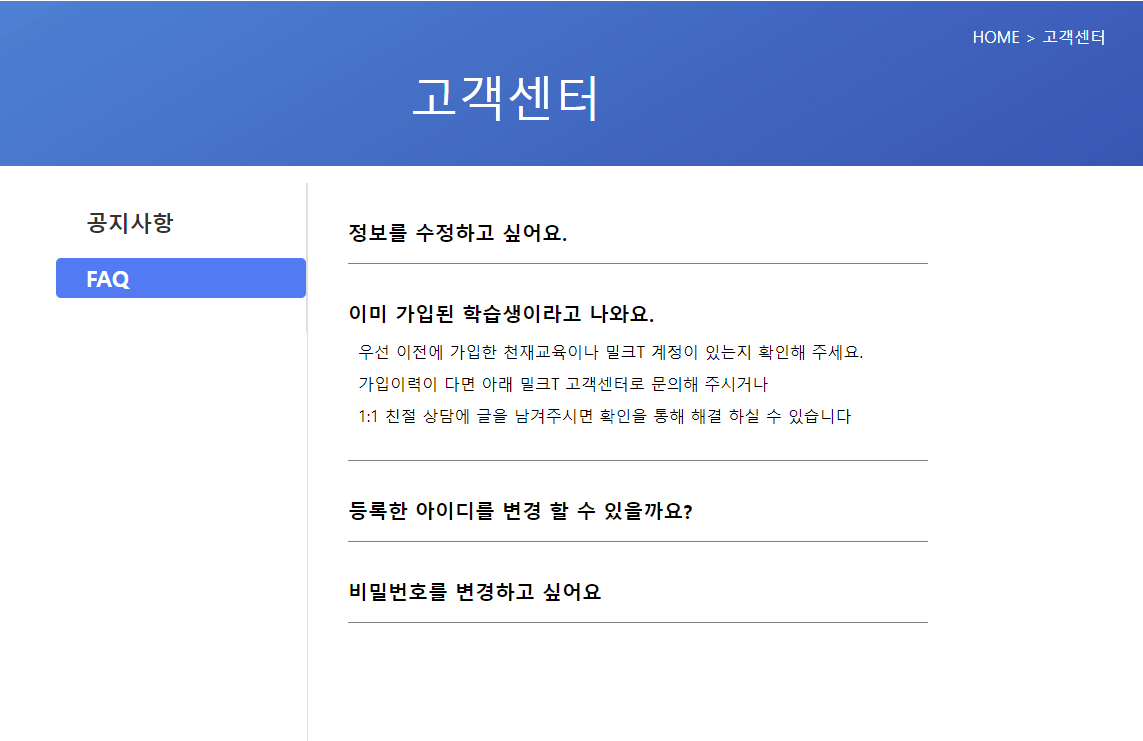 HOME > 고객센터
고객센터
공지사항
FAQ
정보를 수정하고 싶어요.
이미 가입된 학습생이라고 나와요.
우선 이전에 가입한 천재교육이나 밀크T 계정이 있는지 확인해 주세요.
가입이력이 다면 아래 밀크T 고객센터로 문의해 주시거나
1:1 친절 상담에 글을 남겨주시면 확인을 통해 해결 하실 수 있습니다
등록한 아이디를 변경 할 수 있을까요?
비밀번호를 변경하고 싶어요